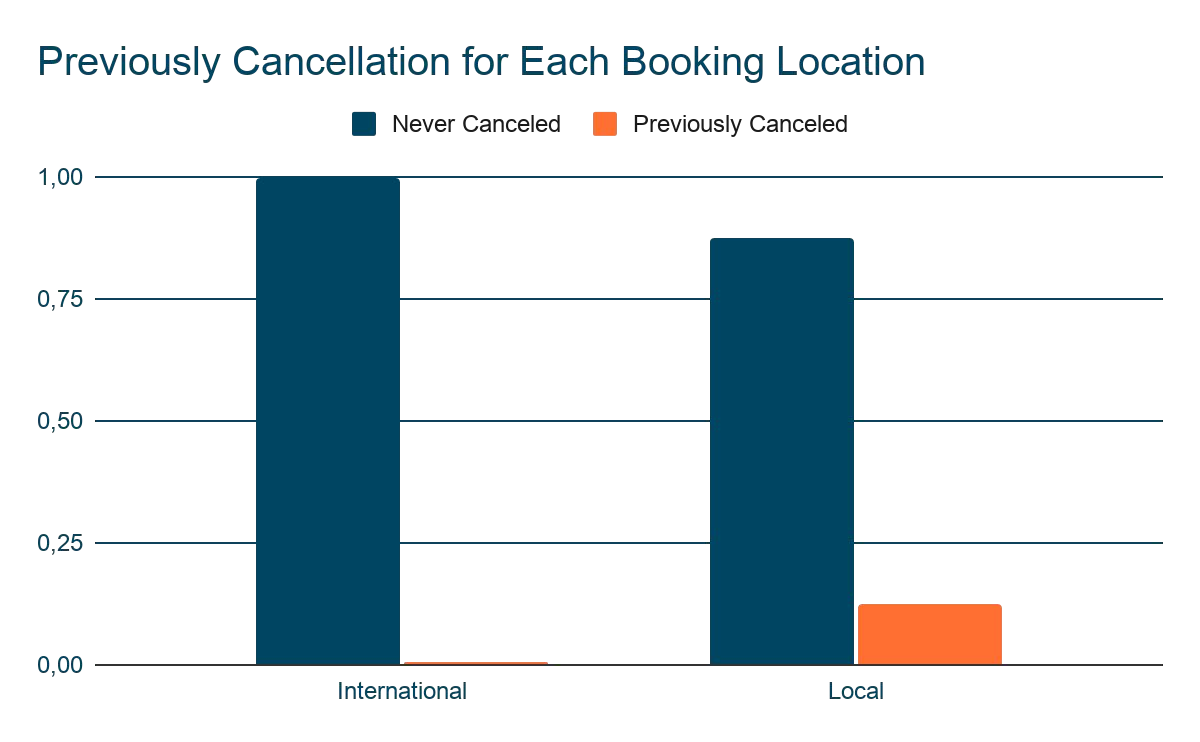 Previously Cancellation for Each Booking Location
Never Canceled Previously Canceled
1,00
0,75
0,50
0,25
0,00
International Local